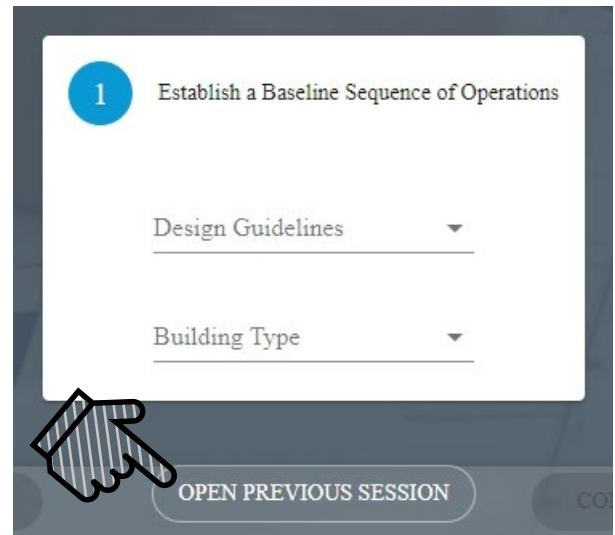 1
Establish a Baseline Sequence of Operations
Design Guidelines
Building Type
OPEN PREVIOUS SESSION